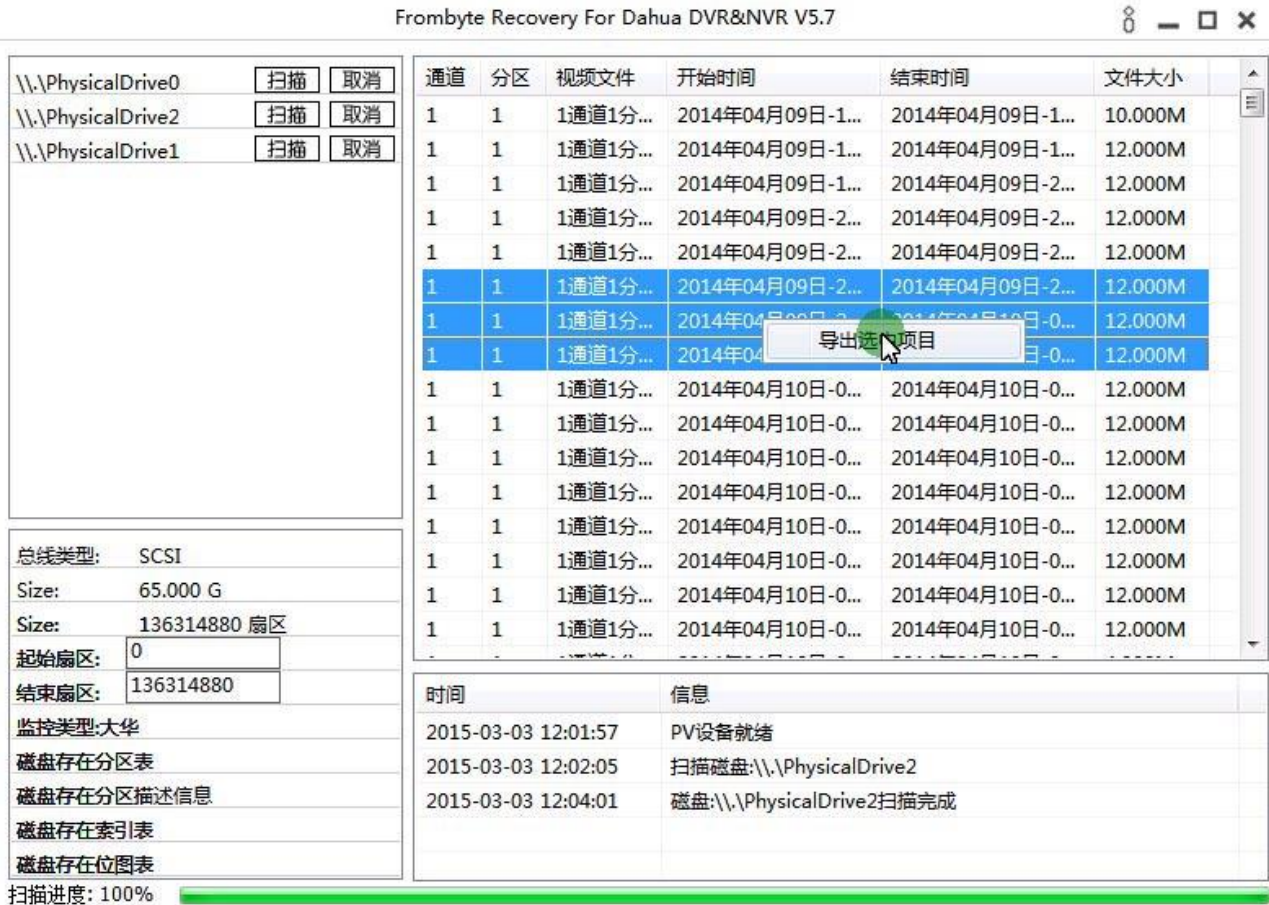 Frombyte Recovery For Dahua DVR&NVR V5.7
\\.\PhysicalDrive0 扫描 取消
\\.\PhysicalDrive2 扫描 取消
\\.\PhysicalDrive1 扫描 取消
总线类型: SCSI
Size: 65.000 G
Size: 136314880 扇区
起始扇区: 0
结束扇区: 136314880
监控类型:大华
磁盘存在分区表
磁盘存在分区描述信息
磁盘存在索引表
磁盘存在位图表
通道 分区 视频文件 开始时间 结束时间 文件大小
1 1 1通道1分... 2014年04月09日-1... 2014年04月09日-1... 10.000M
1 1 1通道1分... 2014年04月09日-1... 2014年04月09日-1... 12.000M
1 1 1通道1分... 2014年04月09日-1... 2014年04月09日-2... 12.000M
1 1 1通道1分... 2014年04月09日-2... 2014年04月09日-2... 12.000M
1 1 1通道1分... 2014年04月09日-2... 2014年04月09日-2... 12.000M
1 1 1通道1分... 2014年04月09日-2... 2014年04月09日-2... 12.000M
1 1 1通道1分... 2014年04月09日-2... 2014年04月10日-0... 12.000M
导出选中项目
1 1 1通道1分... 2014年04 日-0... 12.000M
1 1 1通道1分... 2014年04月10日-0... 2014年04月10日-0... 12.000M
1 1 1通道1分... 2014年04月10日-0... 2014年04月10日-0... 12.000M
1 1 1通道1分... 2014年04月10日-0... 2014年04月10日-0... 12.000M
1 1 1通道1分... 2014年04月10日-0... 2014年04月10日-0... 12.000M
1 1 1通道1分... 2014年04月10日-0... 2014年04月10日-0... 12.000M
1 1 1通道1分... 2014年04月10日-0... 2014年04月10日-0... 12.000M
1 1 1通道1分... 2014年04月10日-0... 2014年04月10日-0... 12.000M
1 1 1通道1分... 2014年04月10日-0... 2014年04月10日-0... 12.000M
时间 信息
2015-03-03 12:01:57 PV设备就绪
2015-03-03 12:02:05 扫描磁盘:\\.\PhysicalDrive2
2015-03-03 12:04:01 磁盘:\\.\PhysicalDrive2扫描完成
扫描进度: 100%